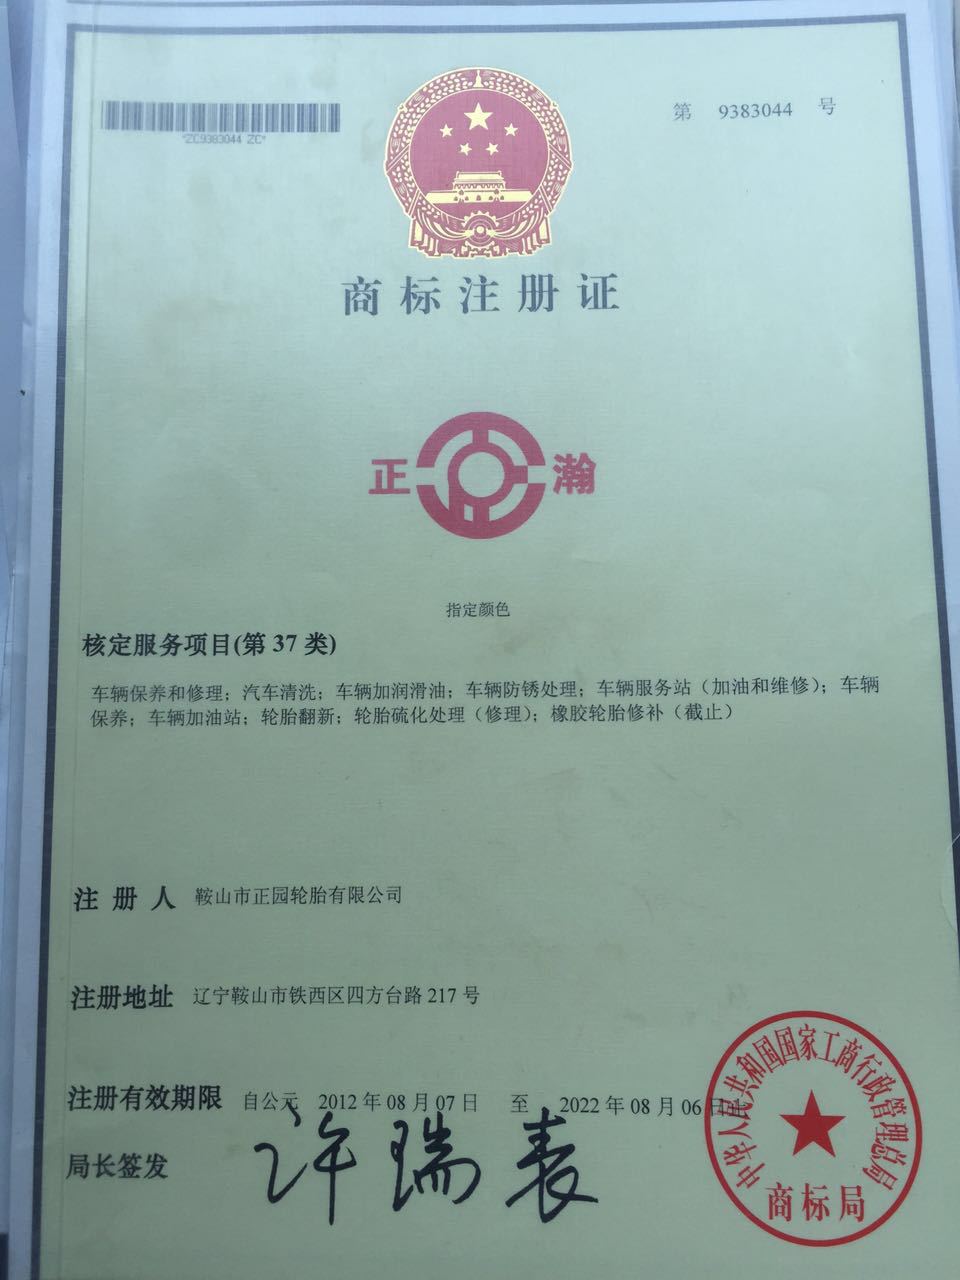 第 9383044 号
*ZC9383044 ZC*
商标注册证
正 瀚
指定颜色
核定服务项目(第 37 类)
车辆保养和修理；汽车清洗；车辆加润滑油；车辆防锈处理；车辆服务站（加油和维修）；车辆
保养；车辆加油站；轮胎翻新；轮胎硫化处理（修理）；橡胶轮胎修补（截止）
注 册 人 鞍山市正园轮胎有限公司
注册地址 辽宁鞍山市铁西区四方台路 217 号
注册有效期限 自公元 2012 年 08 月 07 日 至 2022 年 08 月 06 日止
局长签发 许瑞表
中华人民共和国国家工商行政管理总局
商标局